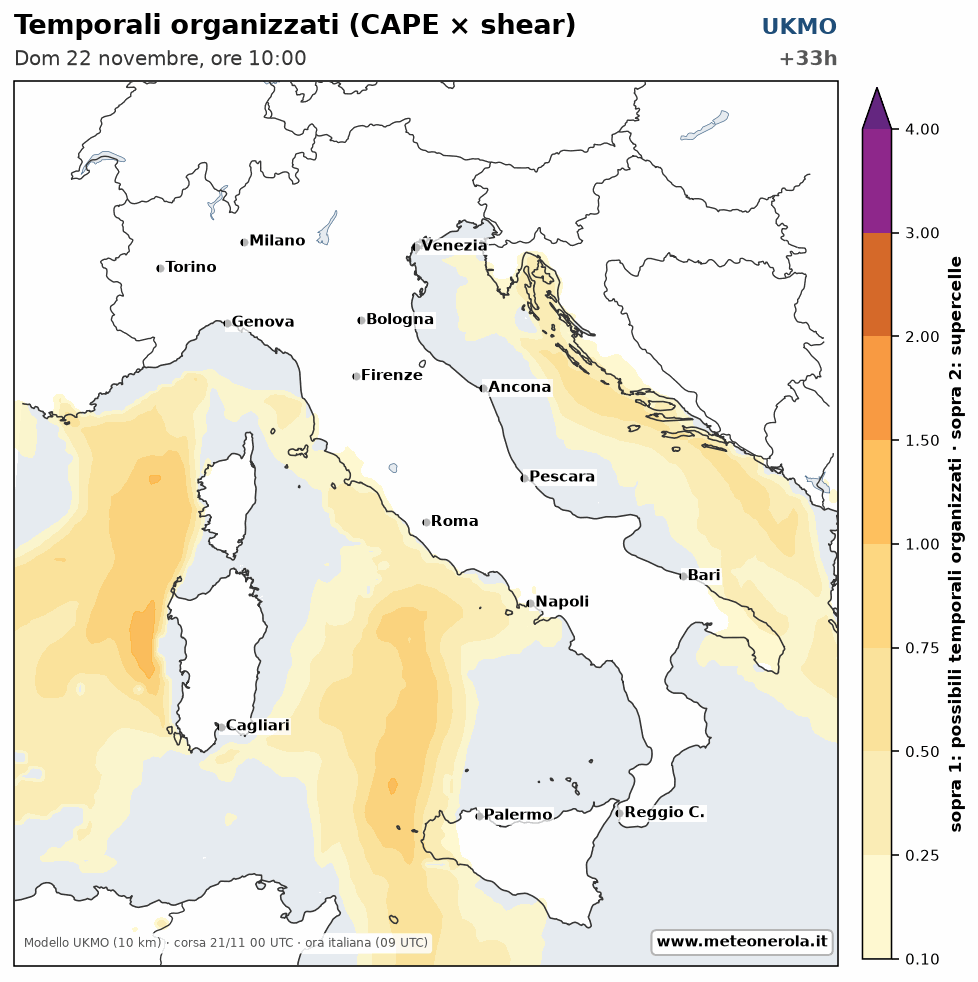 Temporali organizzati (CAPE × shear)
UKMO
Dom 22 novembre, ore 10:00
+33h
Milano
Venezia
Torino
Genova
Bologna
Firenze
Ancona
Pescara
Roma
Bari
Napoli
Cagliari
Palermo
Reggio C.
4.00
3.00
2.00
1.50
1.00
0.75
0.50
0.25
0.10
sopra 1: possibili temporali organizzati · sopra 2: supercelle
Modello UKMO (10 km) · corsa 21/11 00 UTC · ora italiana (09 UTC)
www.meteonerola.it